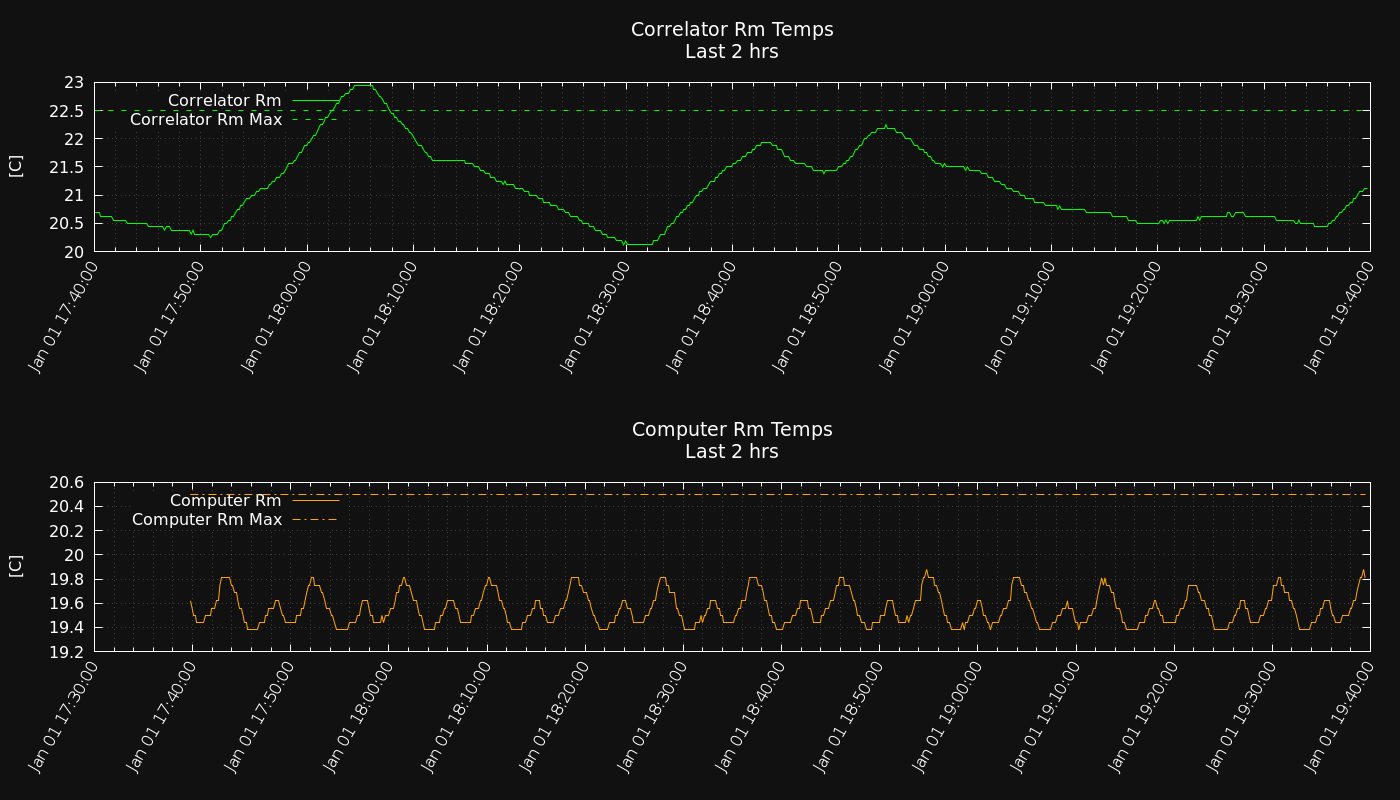 Correlator Rm Temps
Last 2 hrs
23
22.5
22
21.5
21
20.5
20
[C]
Correlator Rm
Correlator Rm Max
Jan 01 17:40:00
Jan 01 17:50:00
Jan 01 18:00:00
Jan 01 18:10:00
Jan 01 18:20:00
Jan 01 18:30:00
Jan 01 18:40:00
Jan 01 18:50:00
Jan 01 19:00:00
Jan 01 19:10:00
Jan 01 19:20:00
Jan 01 19:30:00
Jan 01 19:40:00
Computer Rm Temps
Last 2 hrs
20.6
20.4
20.2
20
19.8
19.6
19.4
19.2
[C]
Computer Rm
Computer Rm Max
Jan 01 17:30:00
Jan 01 17:40:00
Jan 01 17:50:00
Jan 01 18:00:00
Jan 01 18:10:00
Jan 01 18:20:00
Jan 01 18:30:00
Jan 01 18:40:00
Jan 01 18:50:00
Jan 01 19:00:00
Jan 01 19:10:00
Jan 01 19:20:00
Jan 01 19:30:00
Jan 01 19:40:00